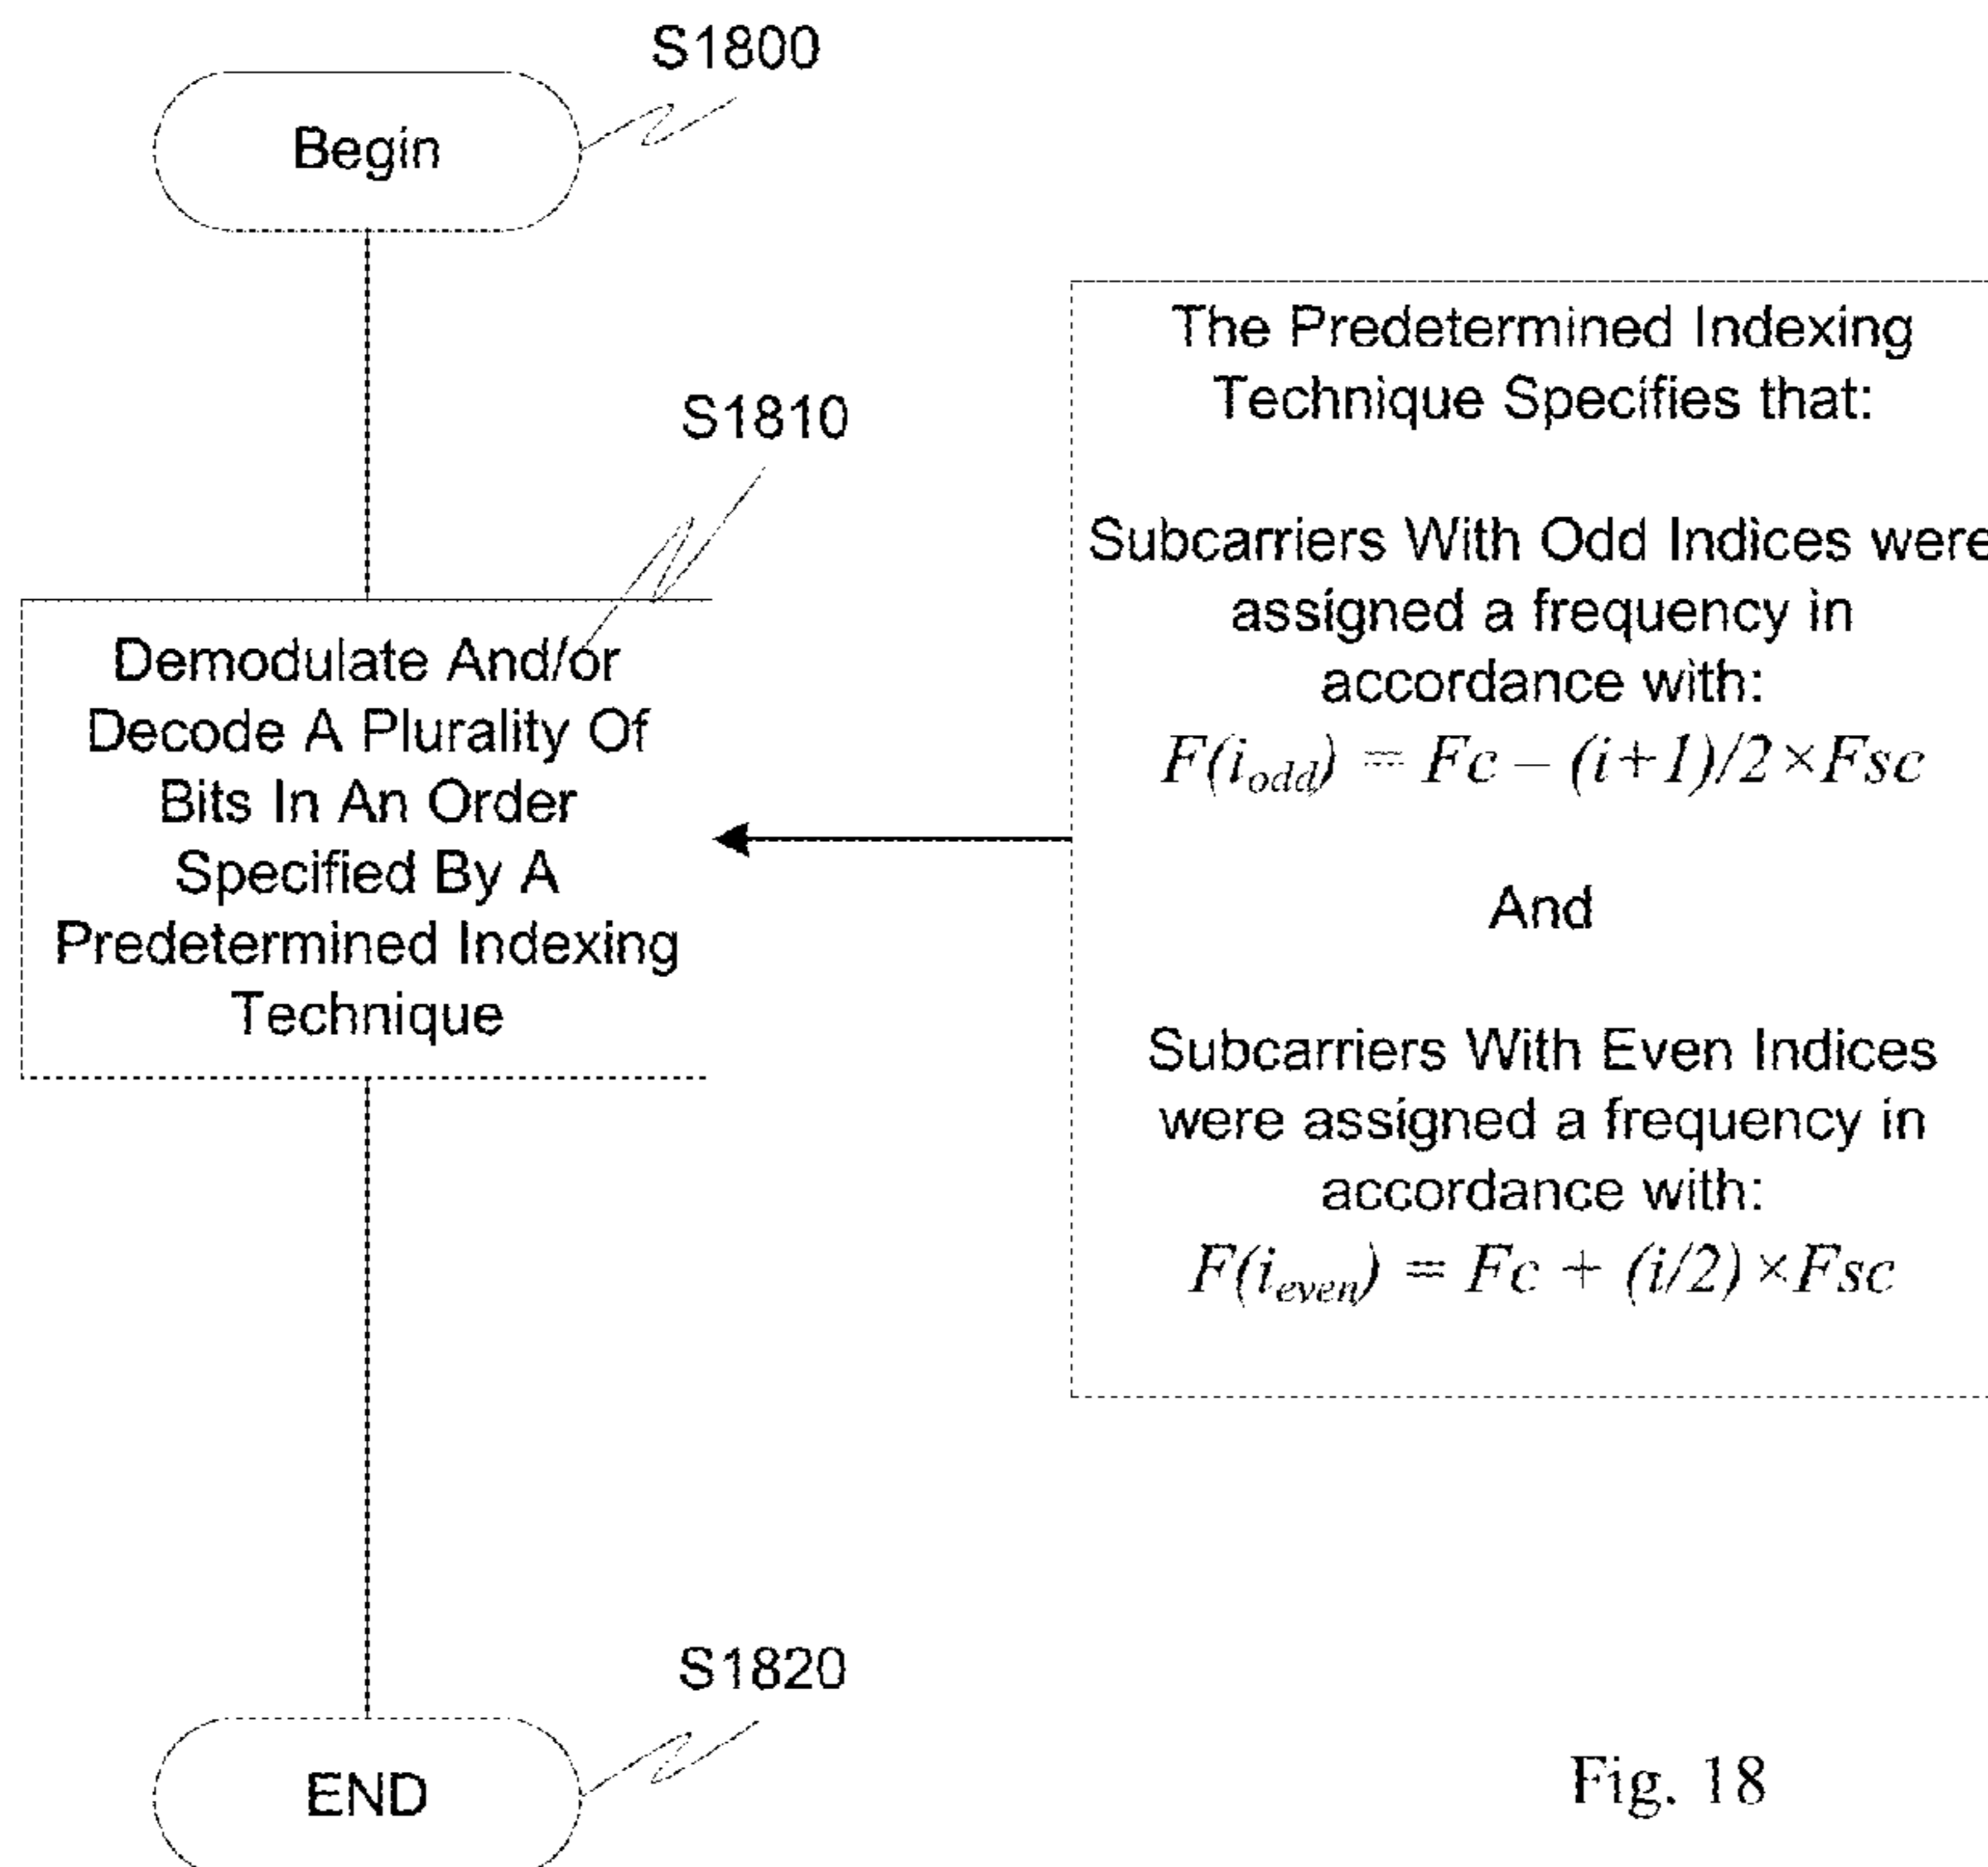 S1800
Begin
S1810
Demodulate And/or
Decode A Plurality Of
Bits In An Order
Specified By A
Predetermined Indexing
Technique
The Predetermined Indexing
Technique Specifies that:
Subcarriers With Odd Indices were
assigned a frequency in
accordance with:
F(i_odd) = Fc – (i+1)/2×Fsc
And
Subcarriers With Even Indices
were assigned a frequency in
accordance with:
F(i_even) = Fc + (i/2)×Fsc
S1820
END
Fig. 18